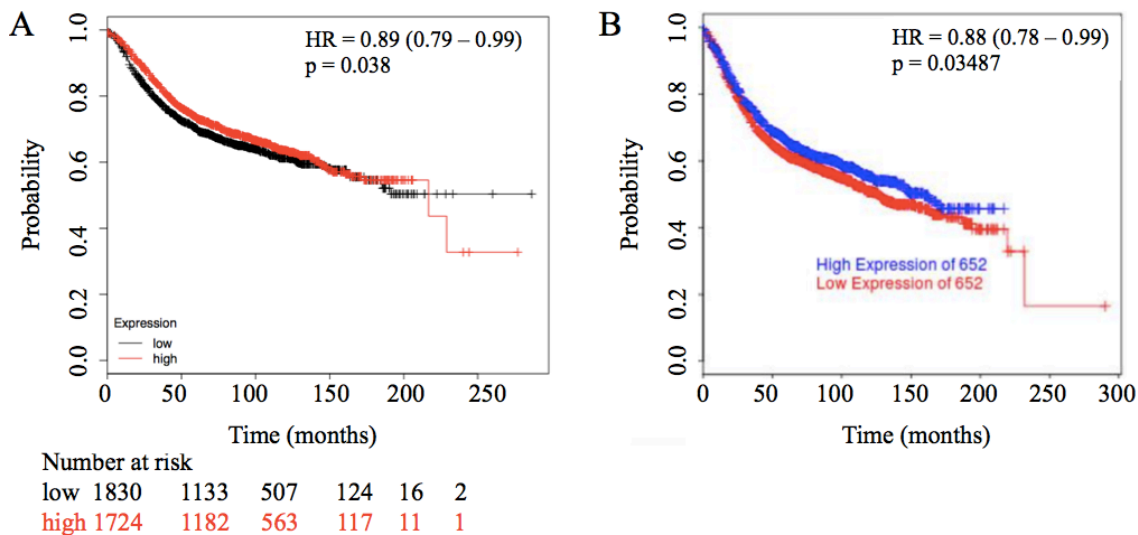 A
HR = 0.89 (0.79 – 0.99)
p = 0.038
Probability
1.0
0.8
0.6
0.4
0.2
0.0
Expression
low
high
0 50 100 150 200 250
Time (months)
Number at risk
low 1830 1133 507 124 16 2
high 1724 1182 563 117 11 1
B
HR = 0.88 (0.78 – 0.99)
p = 0.03487
Probability
1.0
0.8
0.6
0.4
0.2
0.0
High Expression of 652
Low Expression of 652
0 50 100 150 200 250 300
Time (months)